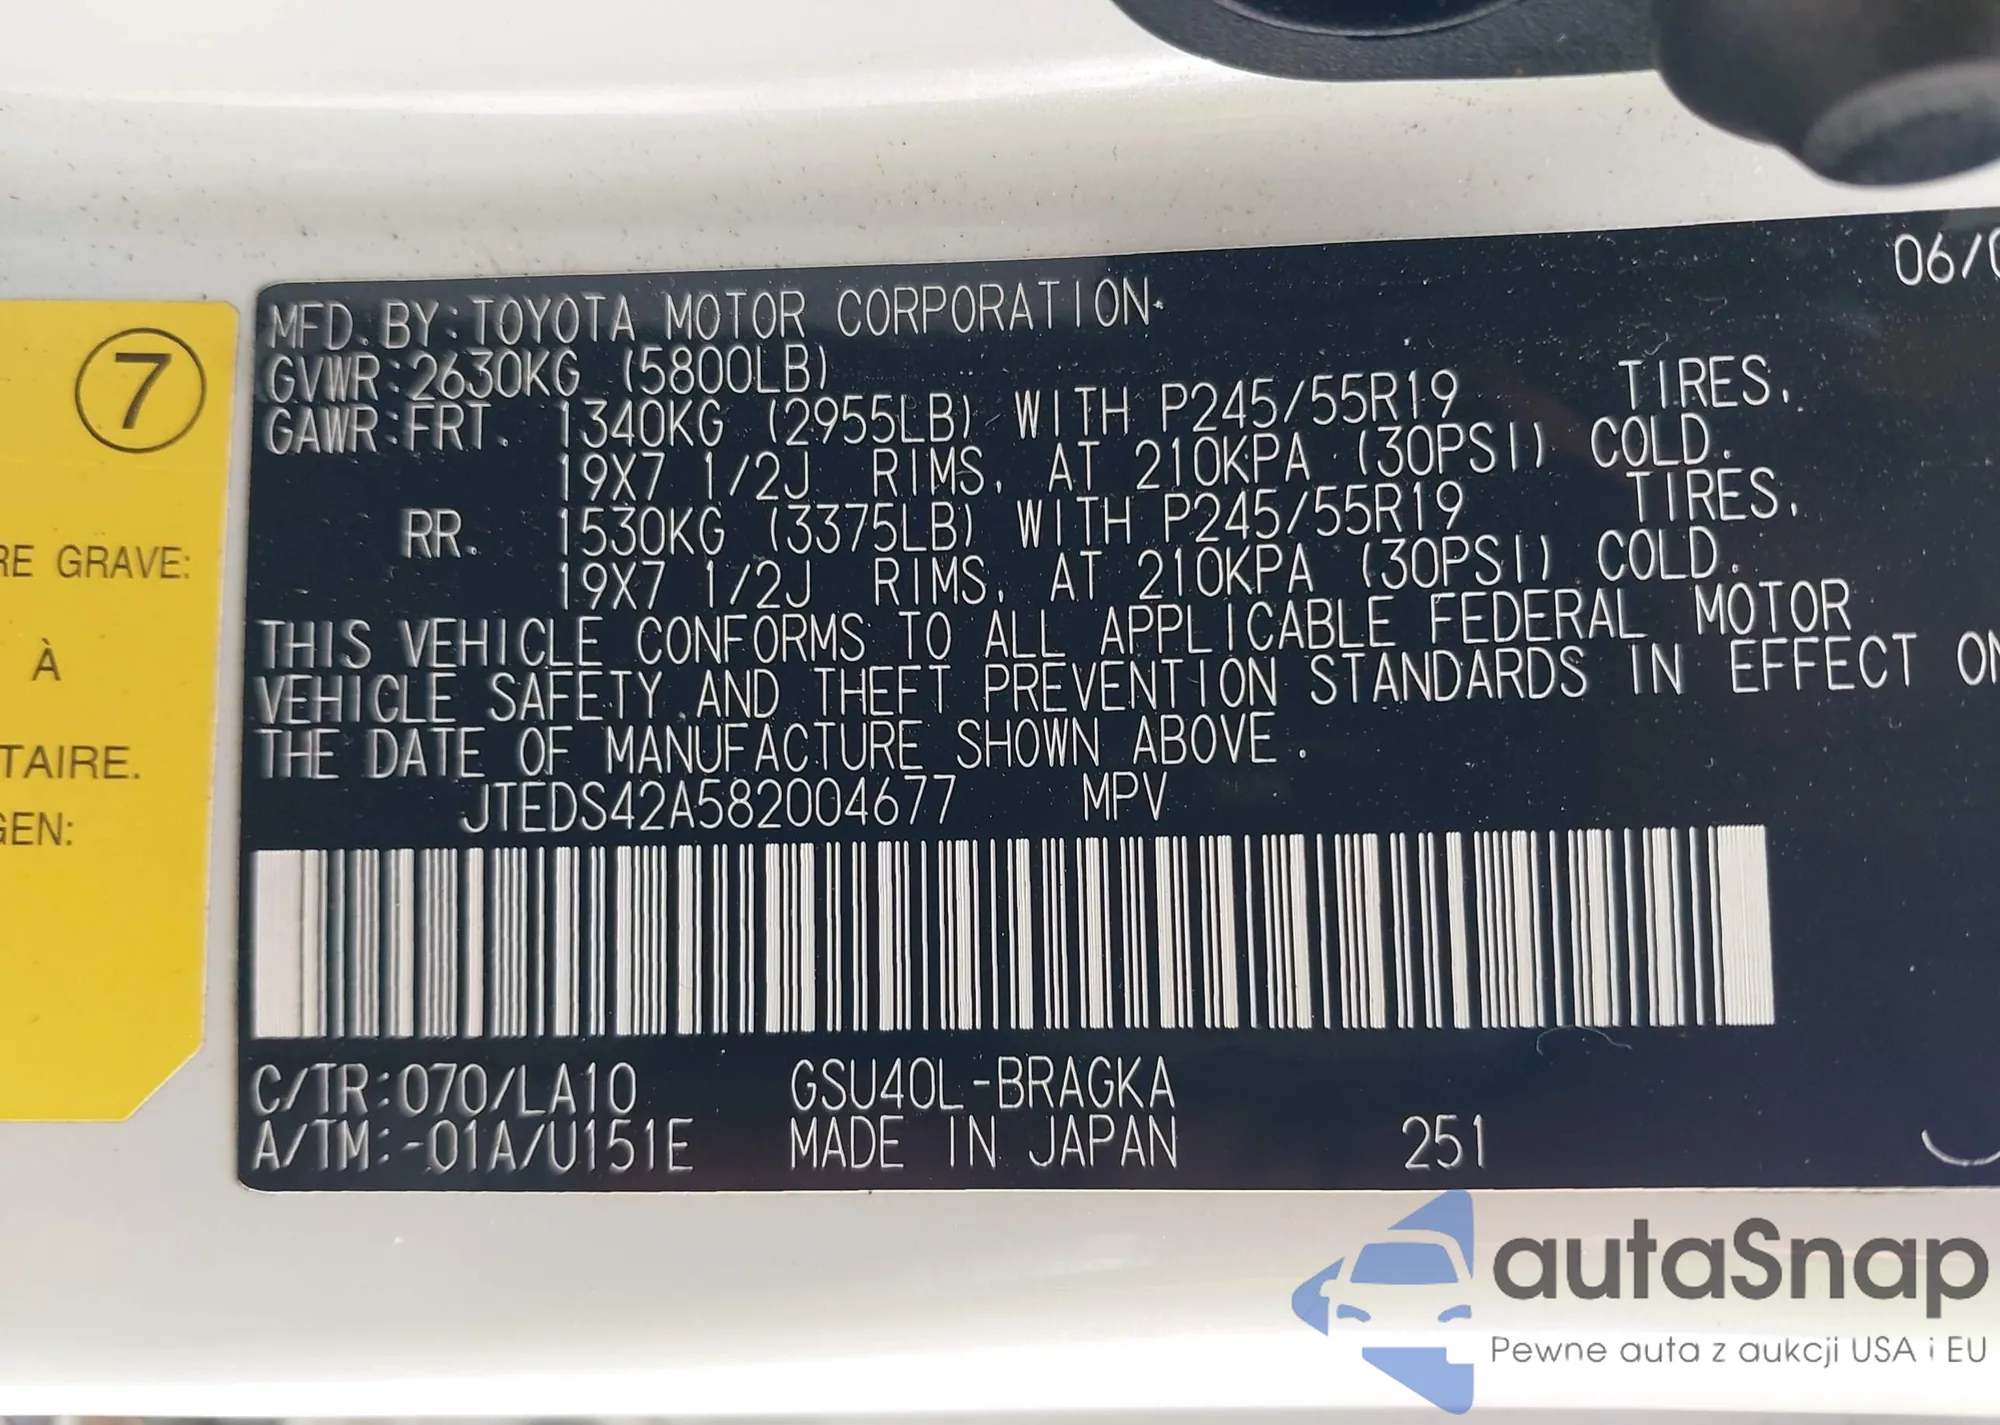 06/0
MFD. BY: TOYOTA MOTOR CORPORATION
GVWR: 2630KG (5800LB)
GAWR: FRT. 1340KG (2955LB) WITH P245/55R19 TIRES,
19X7 1/2J RIMS, AT 210KPA (30PSI) COLD.
RR. 1530KG (3375LB) WITH P245/55R19 TIRES,
19X7 1/2J RIMS, AT 210KPA (30PSI) COLD.
THIS VEHICLE CONFORMS TO ALL APPLICABLE FEDERAL MOTOR
VEHICLE SAFETY AND THEFT PREVENTION STANDARDS IN EFFECT ON
THE DATE OF MANUFACTURE SHOWN ABOVE.
JTEDS42A582004677 MPV
C/TR: 070/LA10 GSU40L-BRAGKA
A/TM: -01A/U151E MADE IN JAPAN 251
7
RE GRAVE:
À
TAIRE.
GEN:
autaSnap
Pewne auta z aukcji USA i EU